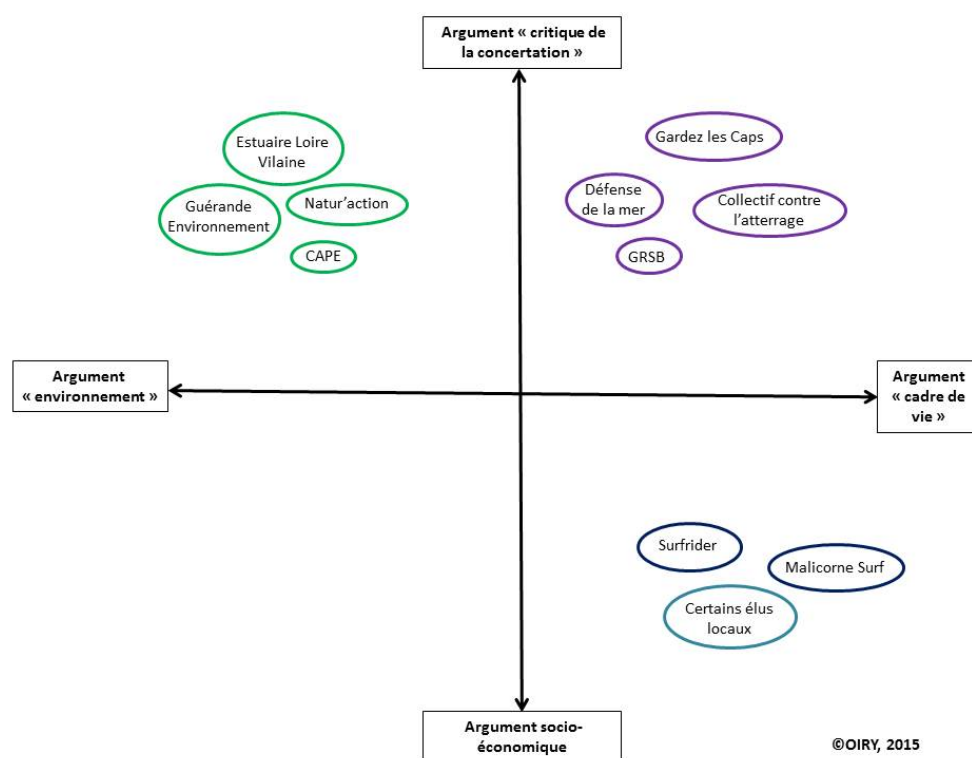 Argument « critique de
la concertation »
Estuaire Loire
Vilaine
Guérande
Environnement
Natur’action
CAPE
Gardez les Caps
Défense
de la mer
Collectif contre
l’atterrage
GRSB
Argument
« environnement »
Argument
« cadre de
vie »
Surfrider
Malicorne Surf
Certains élus
locaux
Argument socio-
économique
©OIRY, 2015